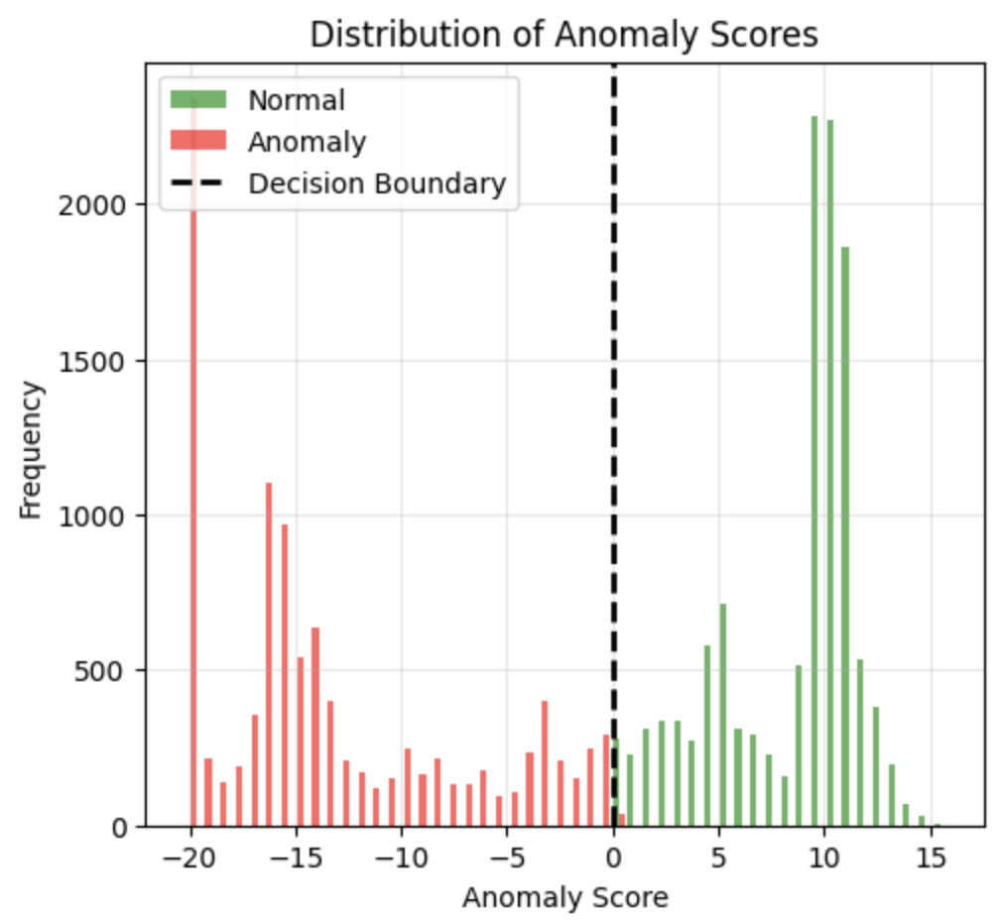 Distribution of Anomaly Scores
Normal
Anomaly
Decision Boundary
2000
1500
1000
500
0
Frequency
−20 −15 −10 −5 0 5 10 15
Anomaly Score